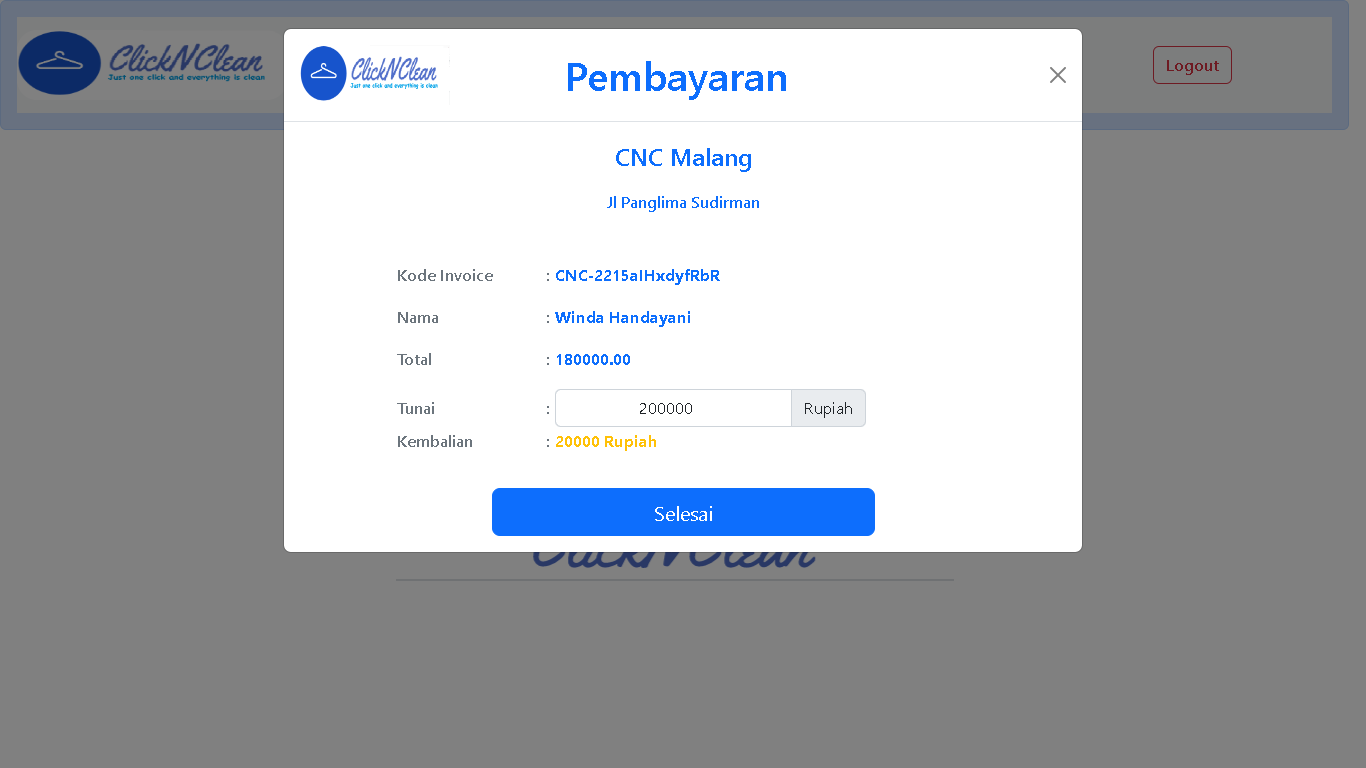 ClickNClean
Just one click and everything is clean
Logout
ClickNClean
Just one click and everything is clean
Pembayaran
CNC Malang
Jl Panglima Sudirman
Kode Invoice : CNC-2215aIHxdyfRbR
Nama : Winda Handayani
Total : 180000.00
Tunai : 200000 Rupiah
Kembalian : 20000 Rupiah
Selesai
ClickNClean